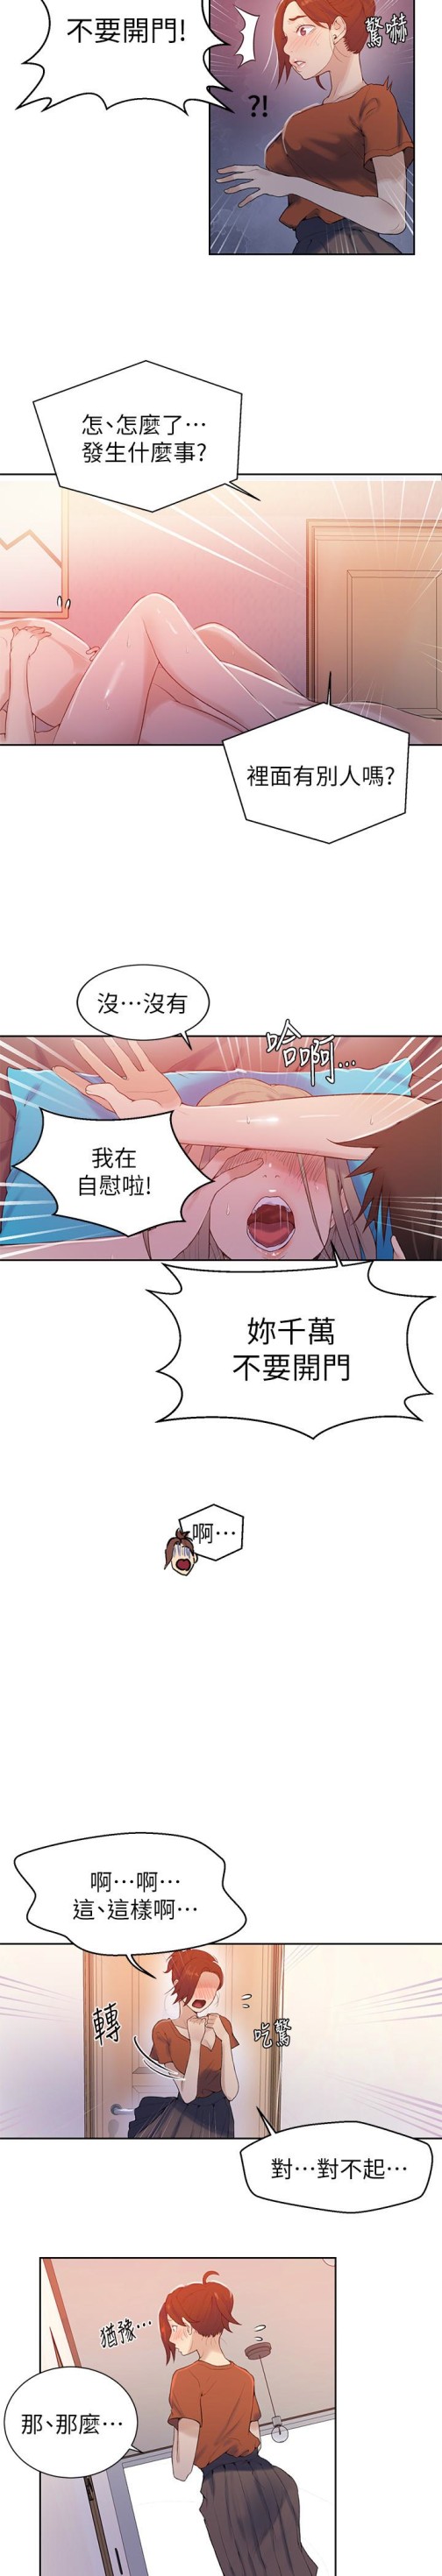 不要開門!
驚嚇
?!
怎、怎麼了⋯
發生什麼事?
裡面有別人嗎?
沒⋯沒有
哈啊⋯
我在
自慰啦!
妳千萬
不要開門
啊⋯
啊⋯啊⋯
這、這樣啊⋯
轉
吃驚
對⋯對不起⋯
猶豫⋯
那、那麼⋯